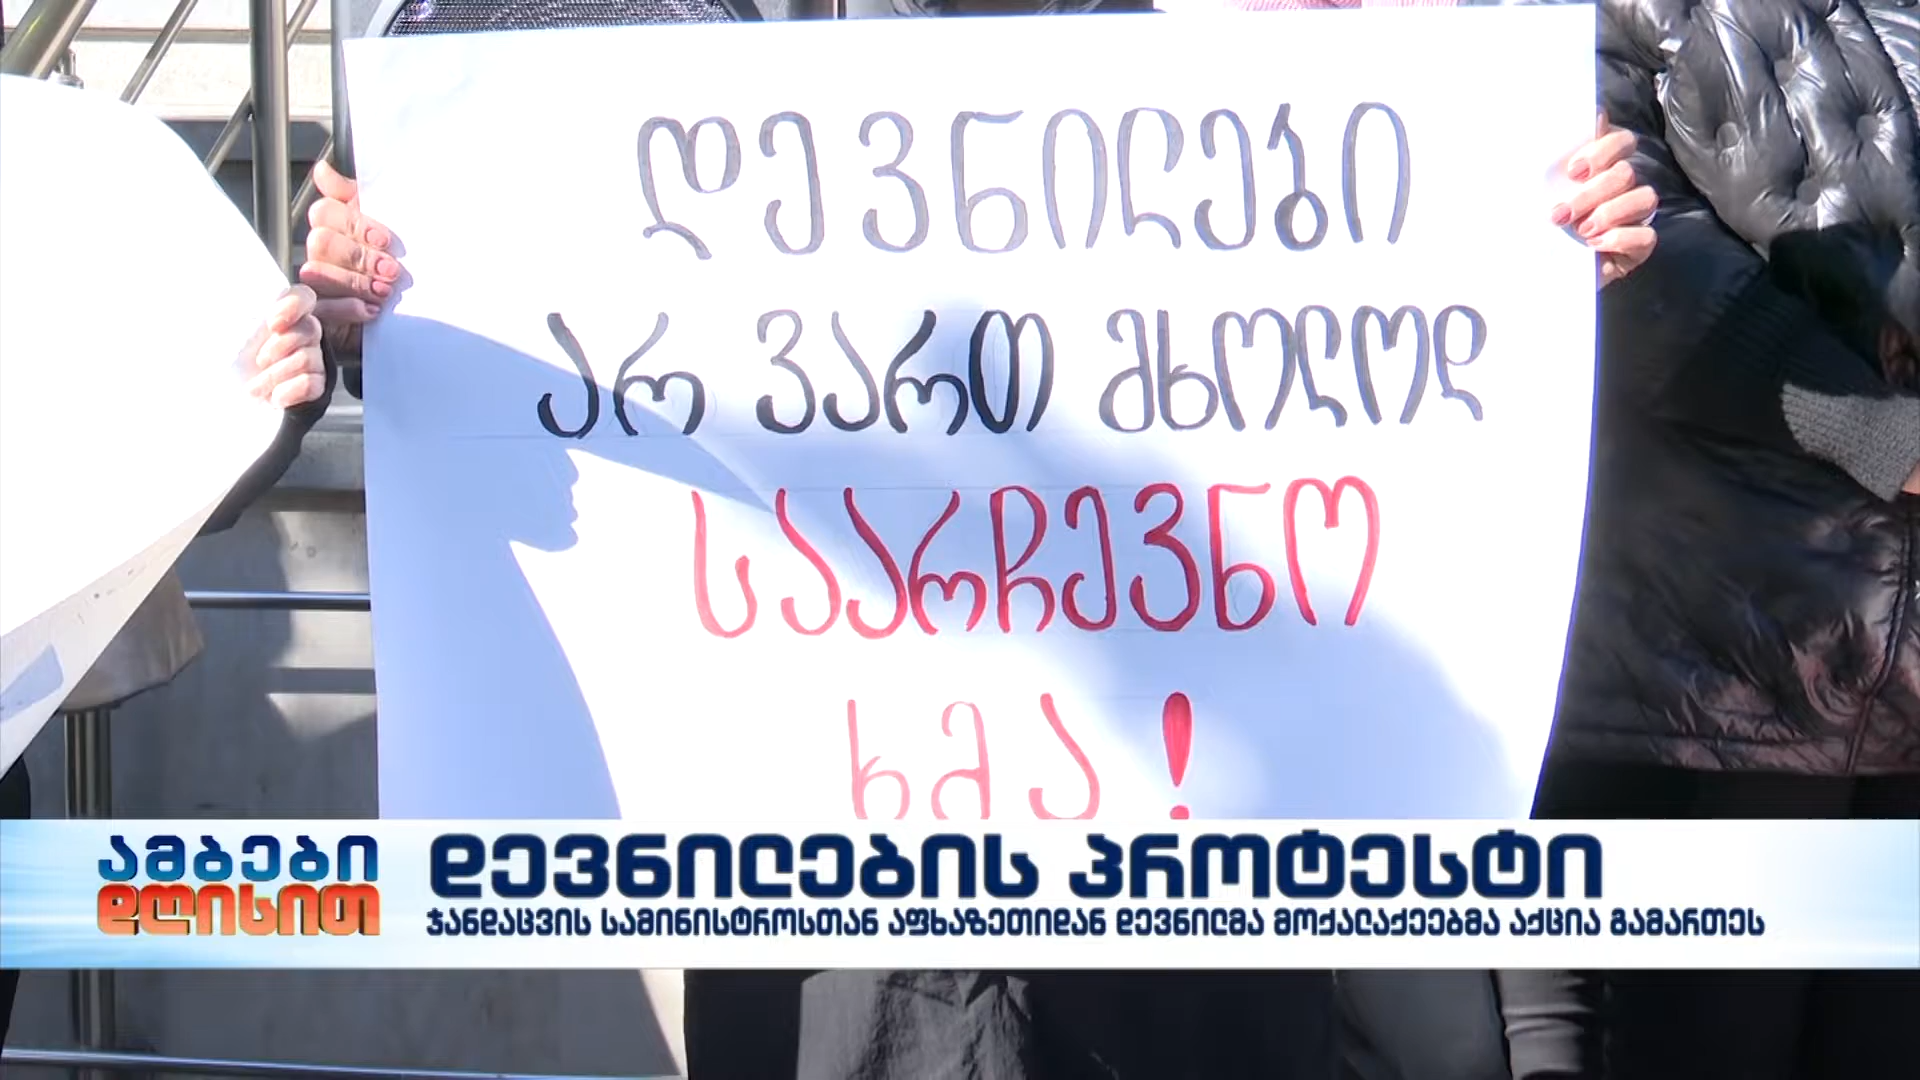 დევნილები
არ ვართ მხოლოდ
საარჩევნო
ხმა!
ამბები
დღისით
დევნილების პროტესტი
ჯანდაცვის სამინისტროსთან აფხაზეთიდან დევნილმა მოქალაქეებმა აქცია გამართეს